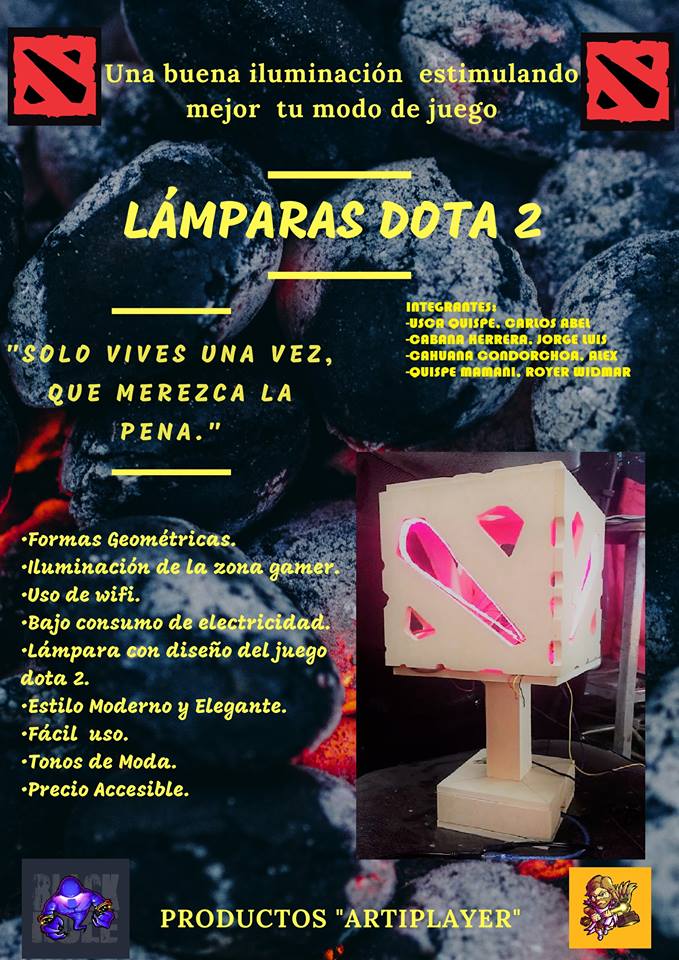 Una buena iluminación estimulando
mejor tu modo de juego
LÁMPARAS DOTA 2
INTEGRANTES:
-USCA QUISPE, CARLOS ABEL
-CABANA HERRERA, JORGE LUIS
-CAHUANA CONDORCHOA, ALEX
-QUISPE MAMANI, ROYER WIDMAR
"SOLO VIVES UNA VEZ,
QUE MEREZCA LA
PENA."
•Formas Geométricas.
•Iluminación de la zona gamer.
•Uso de wifi.
•Bajo consumo de electricidad.
•Lámpara con diseño del juego
dota 2.
•Estilo Moderno y Elegante.
•Fácil uso.
•Tonos de Moda.
•Precio Accesible.
BLACK
HOLE
PRODUCTOS "ARTIPLAYER"